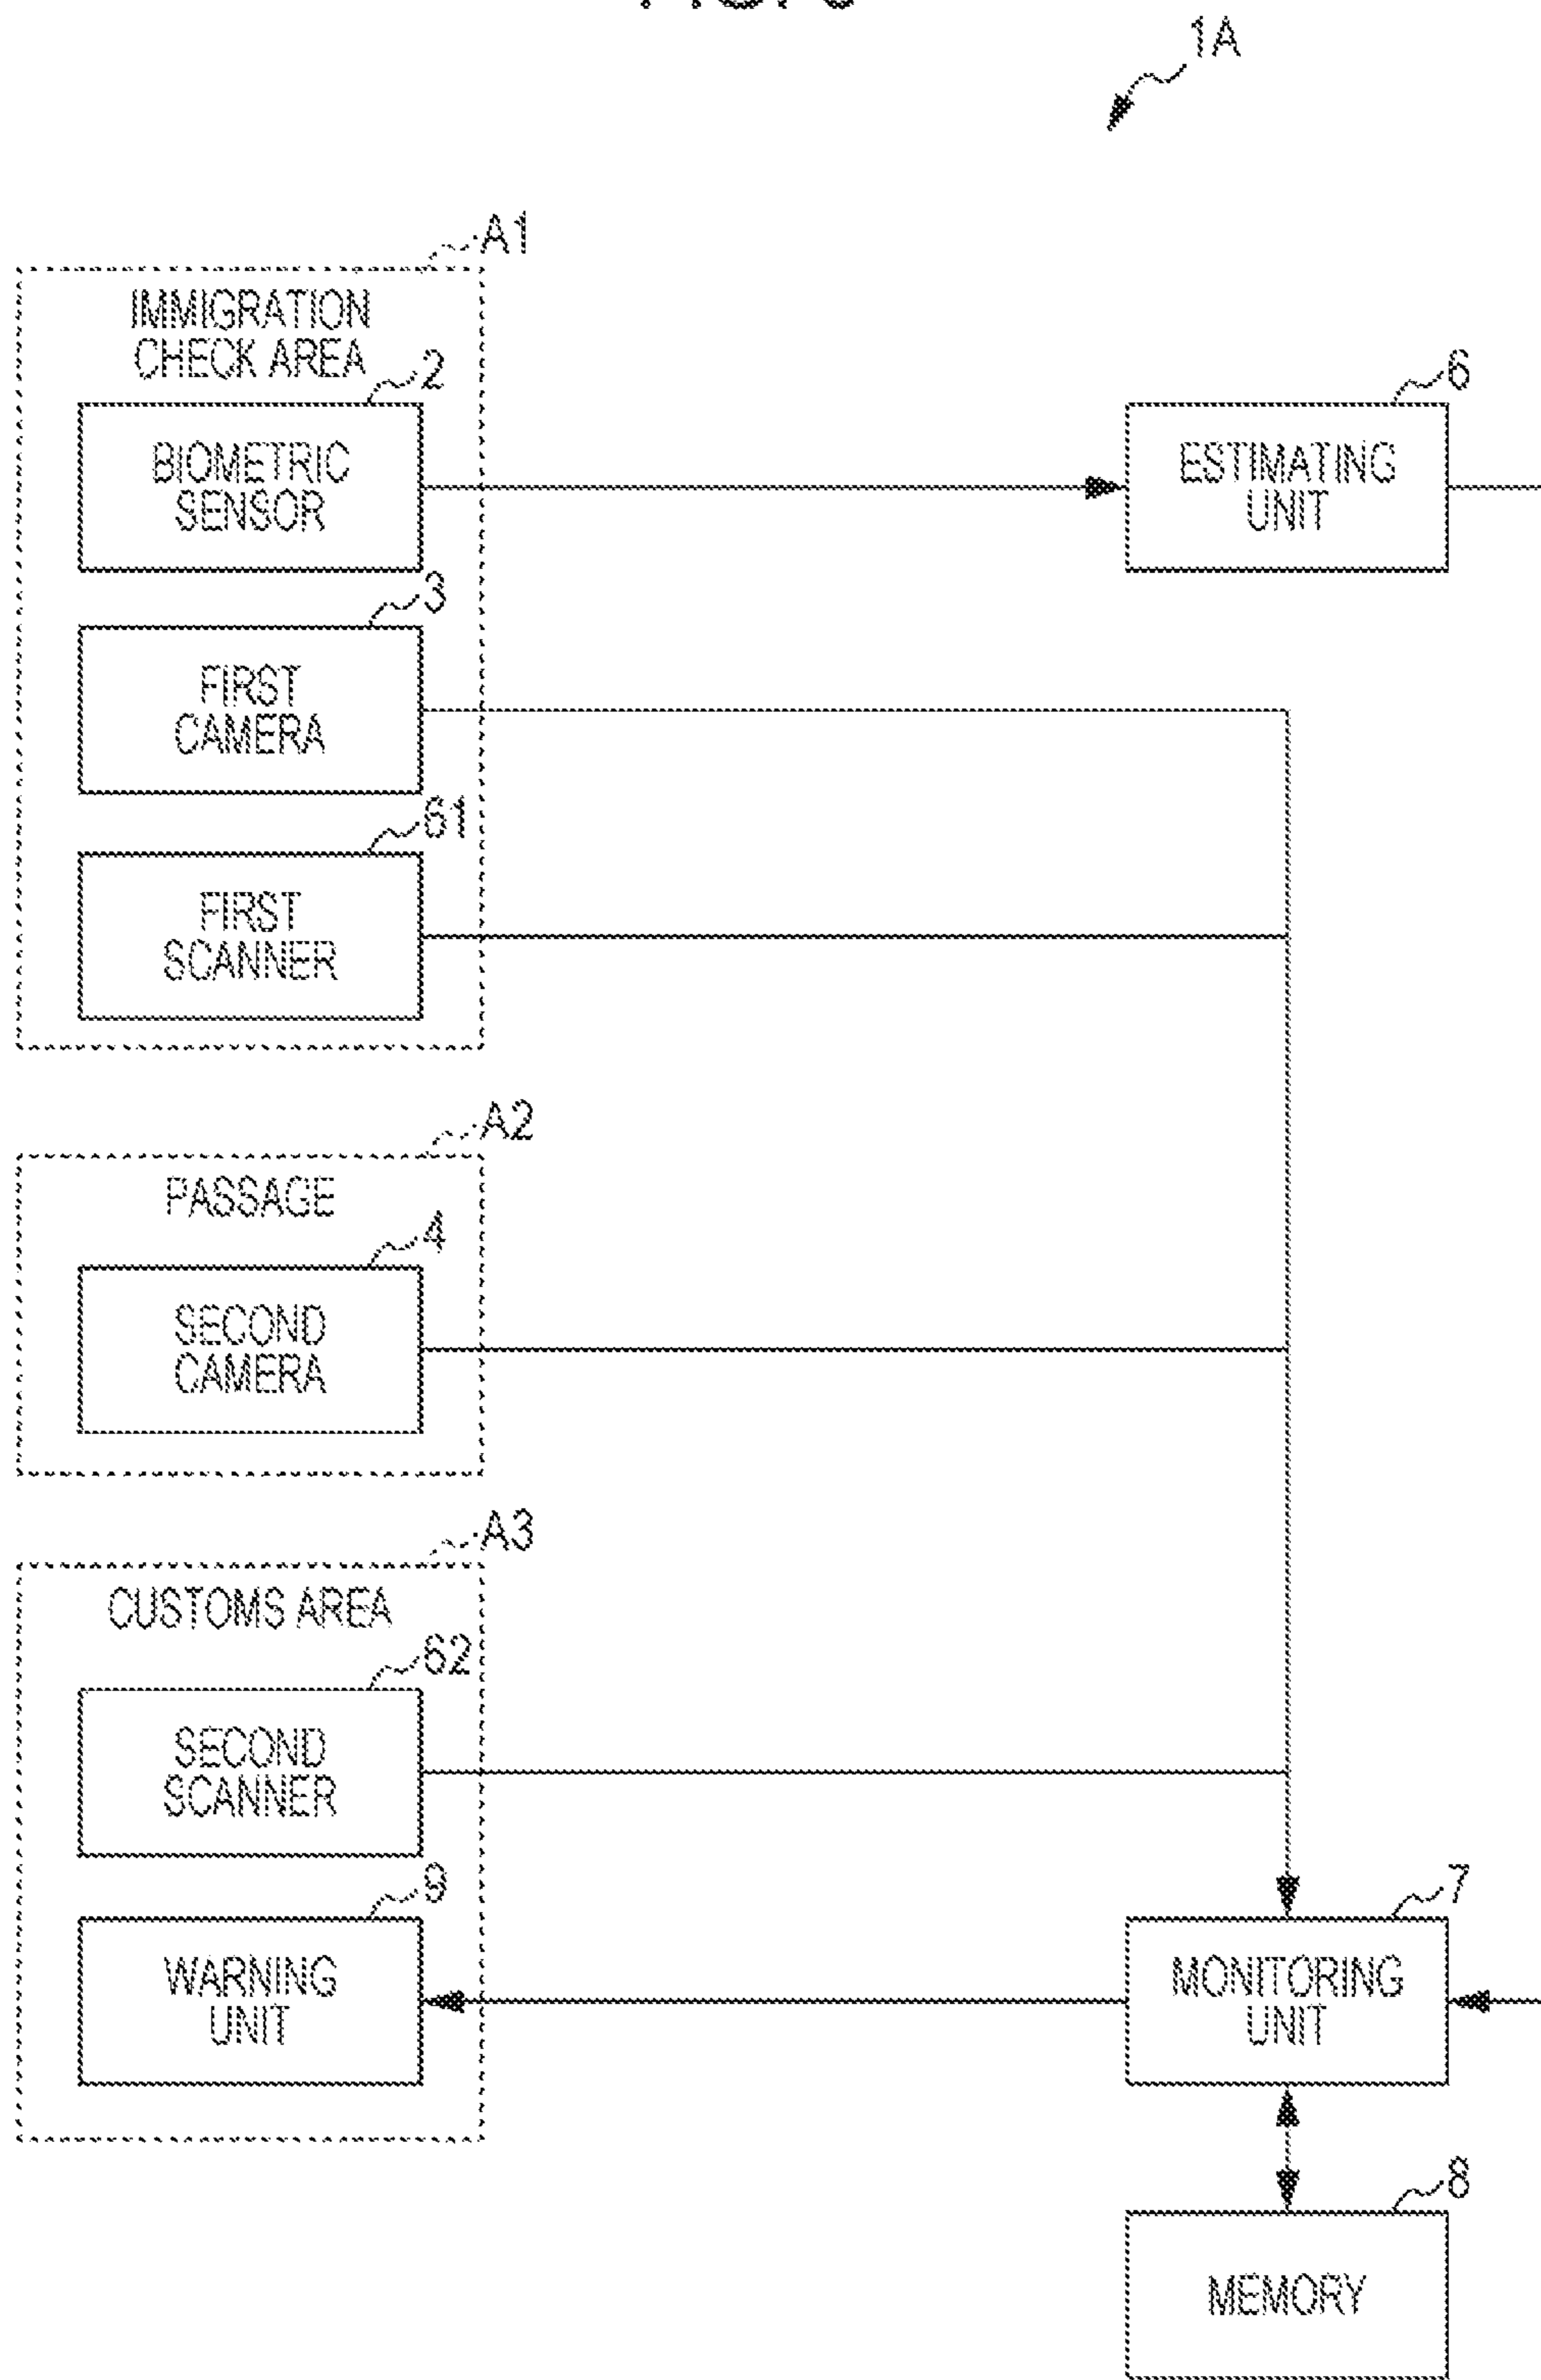 1A
A1
IMMIGRATION
CHECK AREA
2
BIOMETRIC
SENSOR
6
ESTIMATING
UNIT
3
FIRST
CAMERA
61
FIRST
SCANNER
A2
PASSAGE
4
SECOND
CAMERA
A3
CUSTOMS AREA
62
SECOND
SCANNER
9
WARNING
UNIT
7
MONITORING
UNIT
8
MEMORY